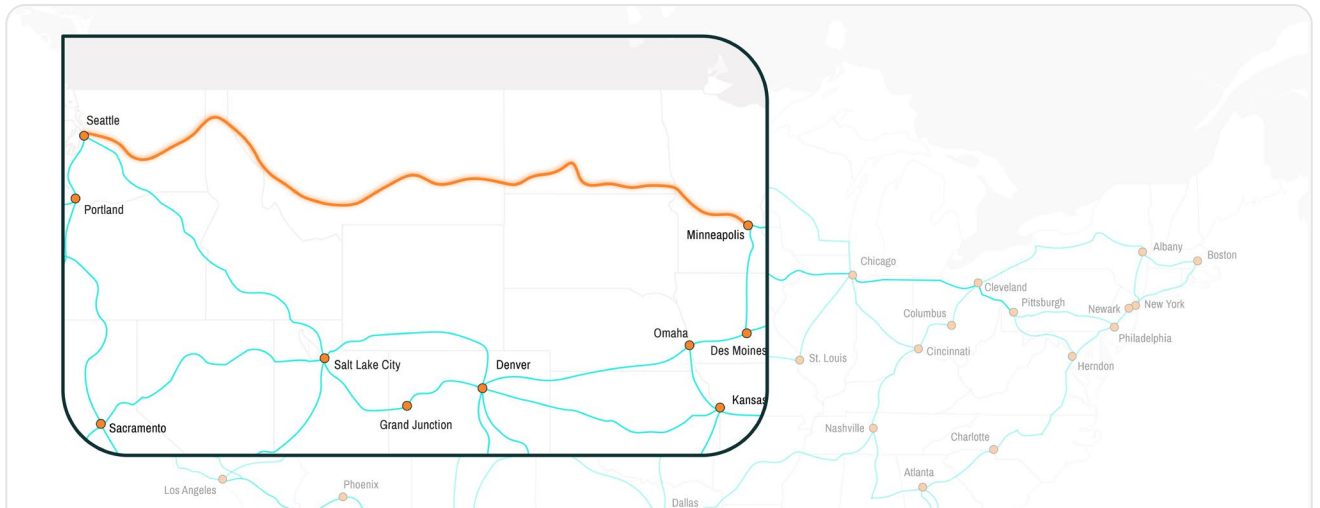 Seattle
Portland
Minneapolis
Albany
Boston
Chicago
Cleveland
Pittsburgh
Newark
New York
Columbus
Philadelphia
Omaha
Des Moines
Cincinnati
St. Louis
Herndon
Salt Lake City
Denver
Kansas
Grand Junction
Sacramento
Nashville
Charlotte
Atlanta
Los Angeles
Phoenix
Dallas